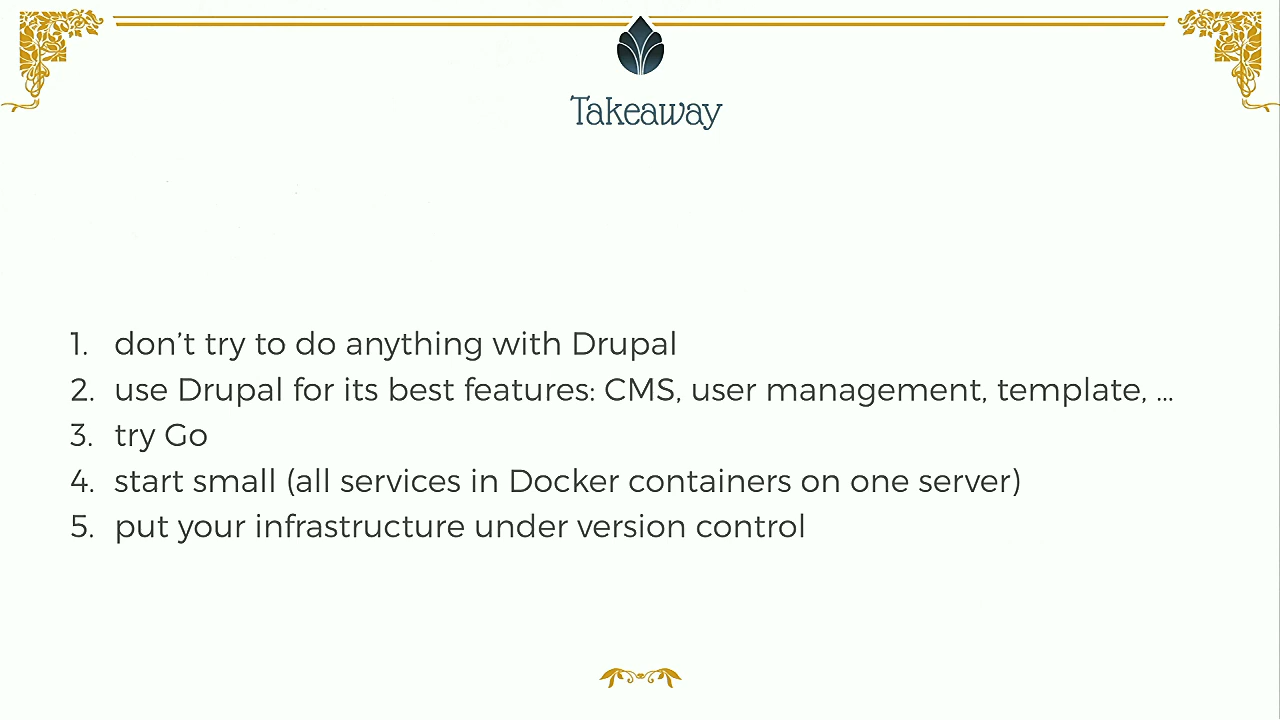 Takeaway
1. don't try to do anything with Drupal
2. use Drupal for its best features: CMS, user management, template, ...
3. try Go
4. start small (all services in Docker containers on one server)
5. put your infrastructure under version control